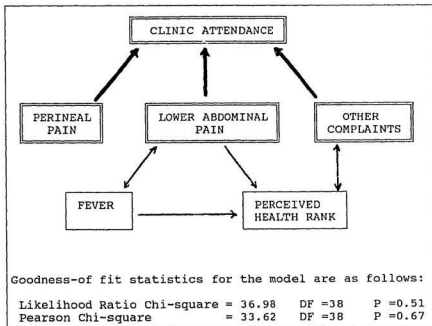 CLINIC ATTENDANCE
PERINEAL
PAIN
LOWER ABDOMINAL
PAIN
OTHER
COMPLAINTS
FEVER
PERCEIVED
HEALTH RANK
Goodness-of fit statistics for the model are as follows:
Likelihood Ratio Chi-square = 36.98 DF =38 P =0.51
Pearson Chi-square = 33.62 DF =38 P =0.67